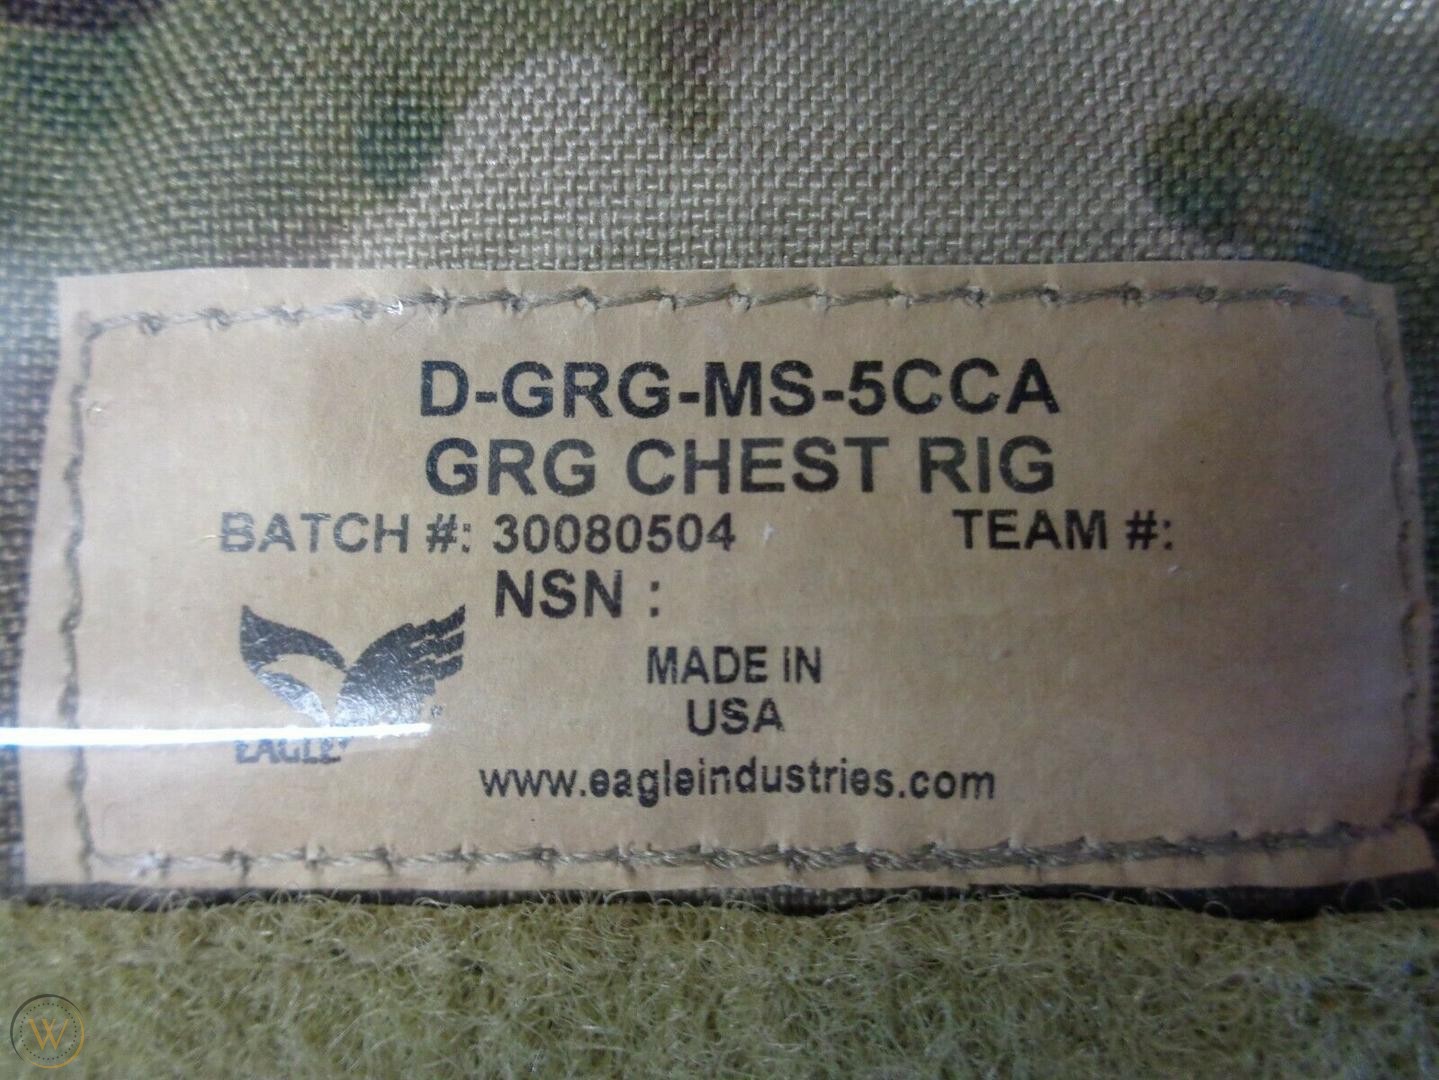 D-GRG-MS-5CCA
GRG CHEST RIG
BATCH #: 30080504 TEAM #:
NSN :
MADE IN
USA
EAGLE
www.eagleindustries.com
W